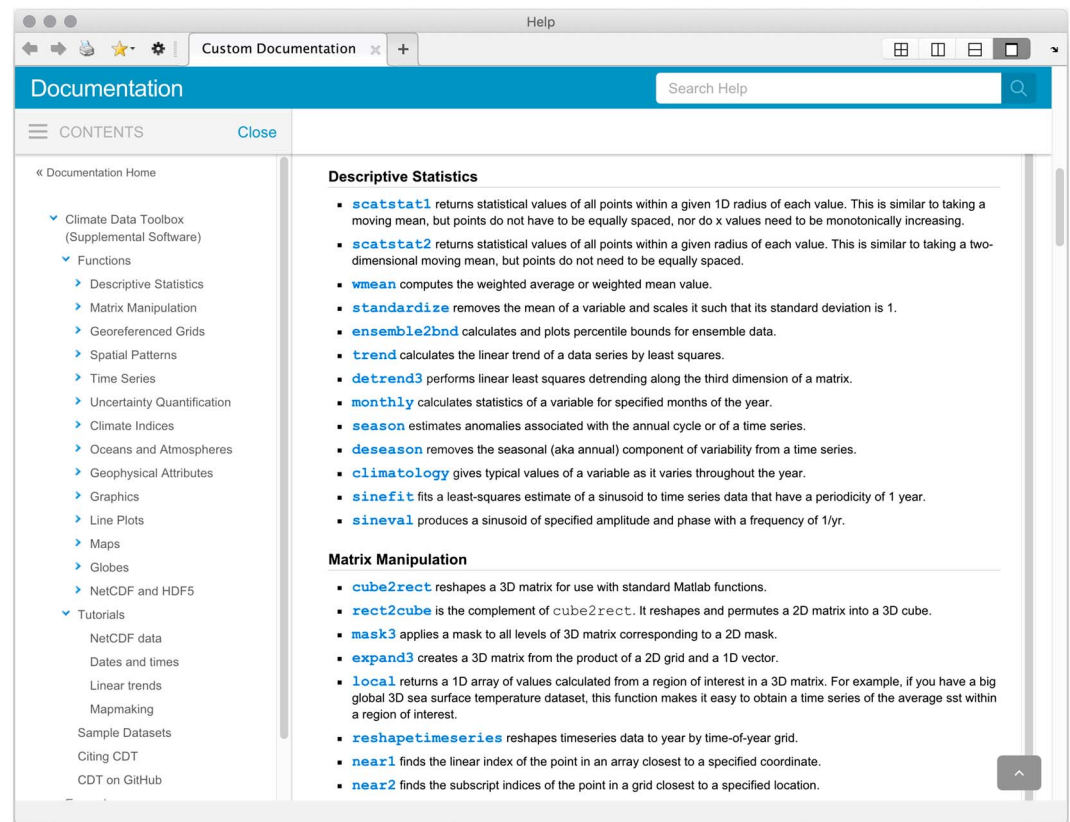 Help
Custom Documentation
Documentation
Search Help
CONTENTS
Close
« Documentation Home
Climate Data Toolbox
(Supplemental Software)
Functions
Descriptive Statistics
Matrix Manipulation
Georeferenced Grids
Spatial Patterns
Time Series
Uncertainty Quantification
Climate Indices
Oceans and Atmospheres
Geophysical Attributes
Graphics
Line Plots
Maps
Globes
NetCDF and HDF5
Tutorials
NetCDF data
Dates and times
Linear trends
Mapmaking
Sample Datasets
Citing CDT
CDT on GitHub
Descriptive Statistics
scatstat1 returns statistical values of all points within a given 1D radius of each value. This is similar to taking a
moving mean, but points do not have to be equally spaced, nor do x values need to be monotonically increasing.
scatstat2 returns statistical values of all points within a given radius of each value. This is similar to taking a two-
dimensional moving mean, but points do not need to be equally spaced.
wmean computes the weighted average or weighted mean value.
standardize removes the mean of a variable and scales it such that its standard deviation is 1.
ensemble2bnd calculates and plots percentile bounds for ensemble data.
trend calculates the linear trend of a data series by least squares.
detrend3 performs linear least squares detrending along the third dimension of a matrix.
monthly calculates statistics of a variable for specified months of the year.
season estimates anomalies associated with the annual cycle or of a time series.
deseason removes the seasonal (aka annual) component of variability from a time series.
climatology gives typical values of a variable as it varies throughout the year.
sinefit fits a least-squares estimate of a sinusoid to time series data that have a periodicity of 1 year.
sineval produces a sinusoid of specified amplitude and phase with a frequency of 1/yr.
Matrix Manipulation
cube2rect reshapes a 3D matrix for use with standard Matlab functions.
rect2cube is the complement of cube2rect. It reshapes and permutes a 2D matrix into a 3D cube.
mask3 applies a mask to all levels of 3D matrix corresponding to a 2D mask.
expand3 creates a 3D matrix from the product of a 2D grid and a 1D vector.
local returns a 1D array of values calculated from a region of interest in a 3D matrix. For example, if you have a big
global 3D sea surface temperature dataset, this function makes it easy to obtain a time series of the average sst within
a region of interest.
reshapetimeseries reshapes timeseries data to year by time-of-year grid.
near1 finds the linear index of the point in an array closest to a specified coordinate.
near2 finds the subscript indices of the point in a grid closest to a specified location.